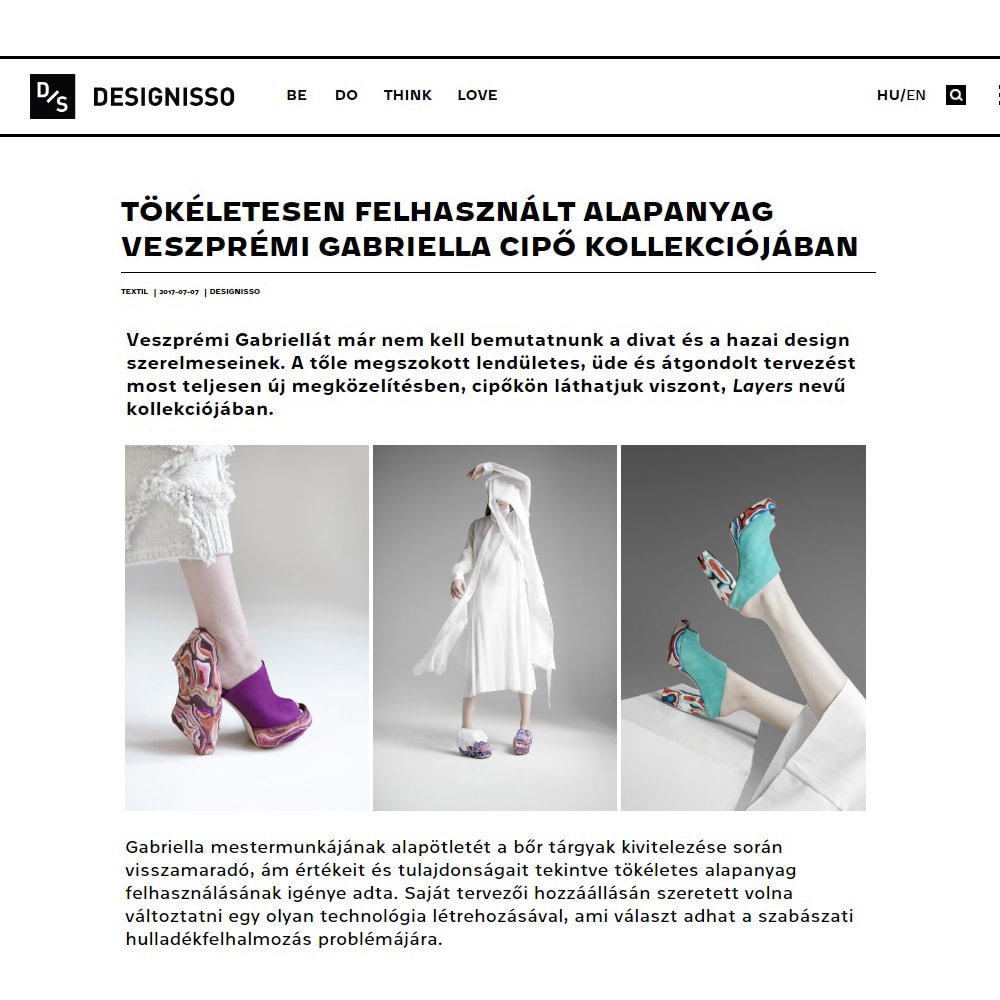 D/S DESIGNISSO BE DO THINK LOVE HU/EN
TÖKÉLETESEN FELHASZNÁLT ALAPANYAG
VESZPRÉMI GABRIELLA CIPŐ KOLLEKCIÓJÁBAN
TEXTIL | 2017-07-07 | DESIGNISSO
Veszprémi Gabriellát már nem kell bemutatnunk a divat és a hazai design
szerelmeseinek. A tőle megszokott lendületes, üde és átgondolt tervezést
most teljesen új megközelítésben, cipőkön láthatjuk viszont, Layers nevű
kollekciójában.
Gabriella mestermunkájának alapötletét a bőr tárgyak kivitelezése során
visszamaradó, ám értékeit és tulajdonságait tekintve tökéletes alapanyag
felhasználásának igénye adta. Saját tervezői hozzáállásán szeretett volna
változtatni egy olyan technológia létrehozásával, ami választ adhat a szabászati
hulladékfelhalmozás problémájára.